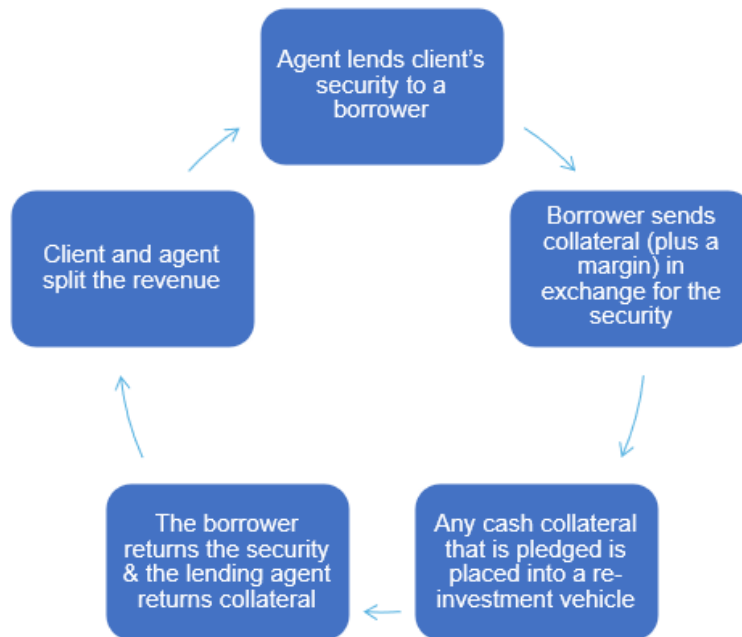 Agent lends client's
security to a
borrower
Borrower sends
collateral (plus a
margin) in
exchange for the
security
Any cash collateral
that is pledged is
placed into a re-
investment vehicle
The borrower
returns the security
& the lending agent
returns collateral
Client and agent
split the revenue